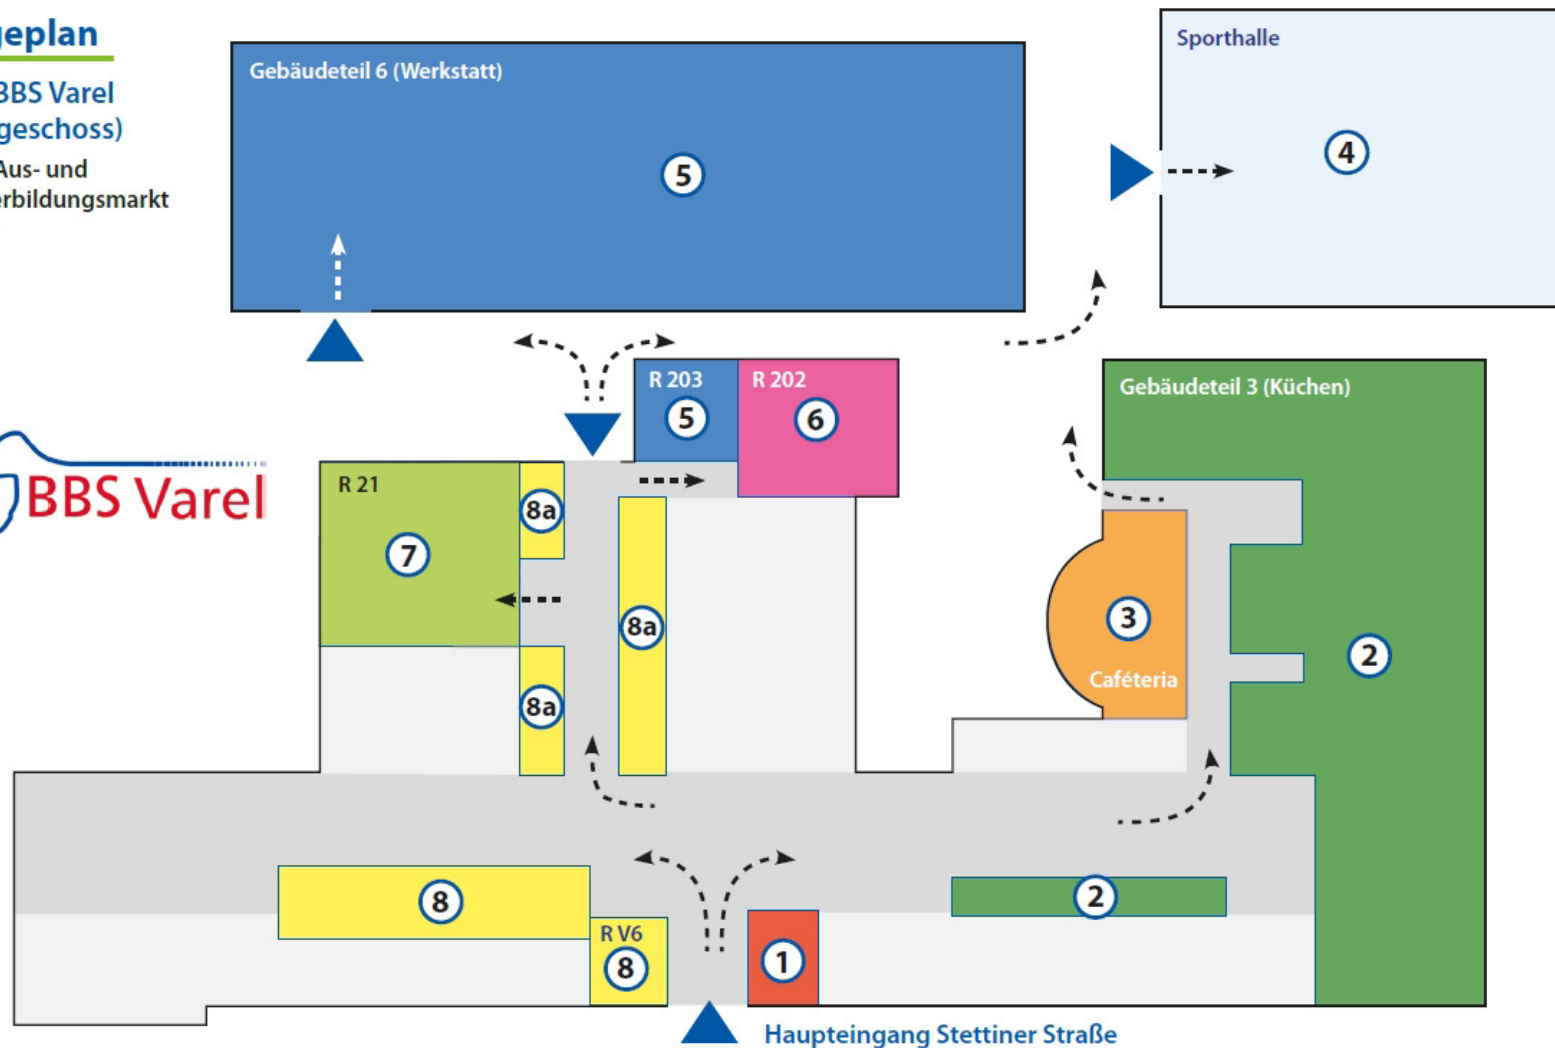 geplan
BBS Varel
geschoss)
Aus- und
erbildungsmarkt
Gebäudeteil 6 (Werkstatt)
5
Sporthalle
4
R 203
5
R 202
6
Gebäudeteil 3 (Küchen)
BBS Varel
R 21
7
8a
8a
8a
3
Caféteria
2
8
R V6
8
1
2
Haupteingang Stettiner Straße